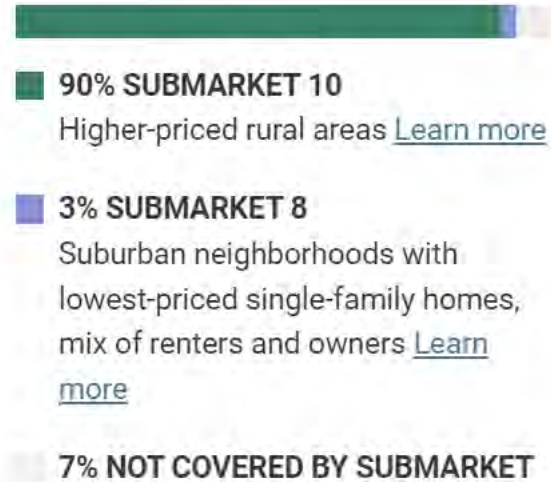 90% SUBMARKET 10
Higher-priced rural areas Learn more
3% SUBMARKET 8
Suburban neighborhoods with
lowest-priced single-family homes,
mix of renters and owners Learn
more
7% NOT COVERED BY SUBMARKET